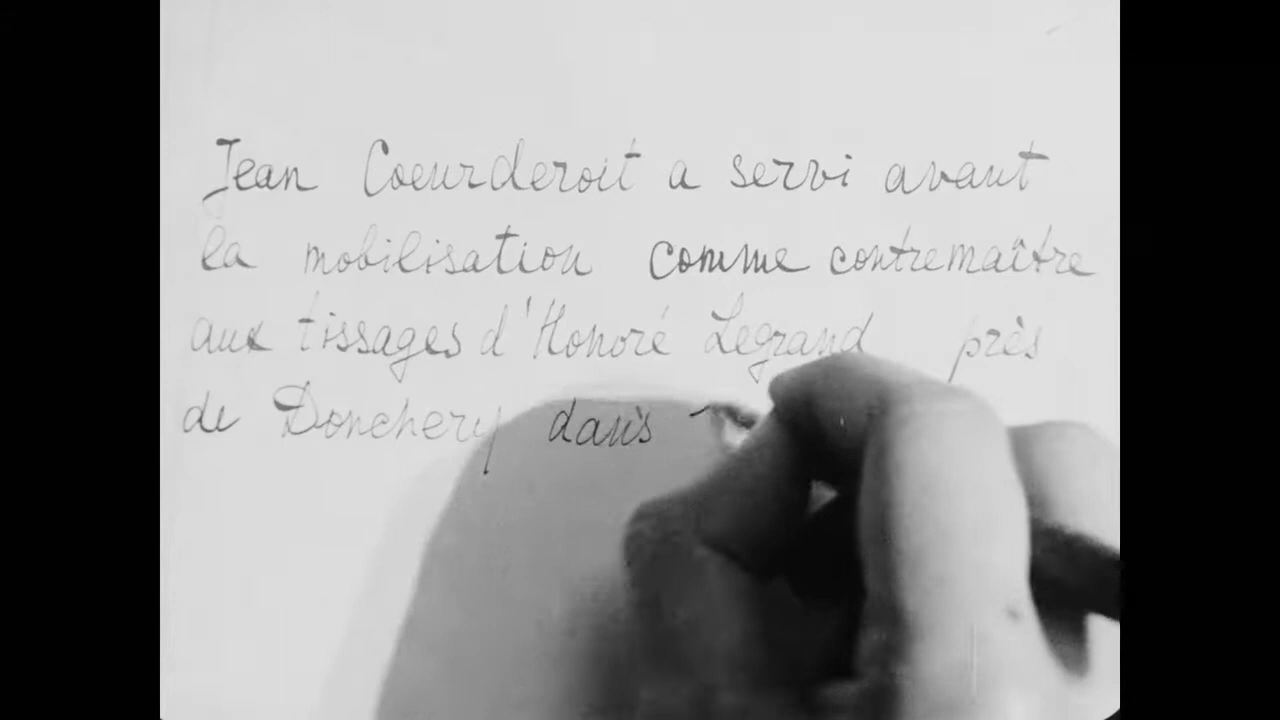 Jean Coeurderoit a servi avant
la mobilisation comme contremaître
aux tissages d'Honoré Legrand près
de Donchery dans